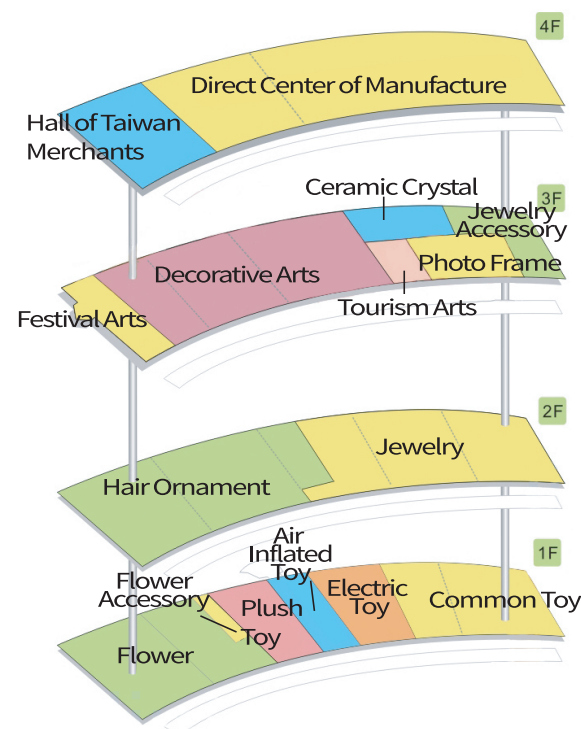 4F
Direct Center of Manufacture
Hall of Taiwan
Merchants
3F
Ceramic Crystal
Jewelry
Accessory
Decorative Arts
Photo Frame
Tourism Arts
Festival Arts
2F
Jewelry
Hair Ornament
1F
Air
Inflated
Toy
Flower
Accessory
Electric
Toy
Plush
Toy
Common Toy
Flower